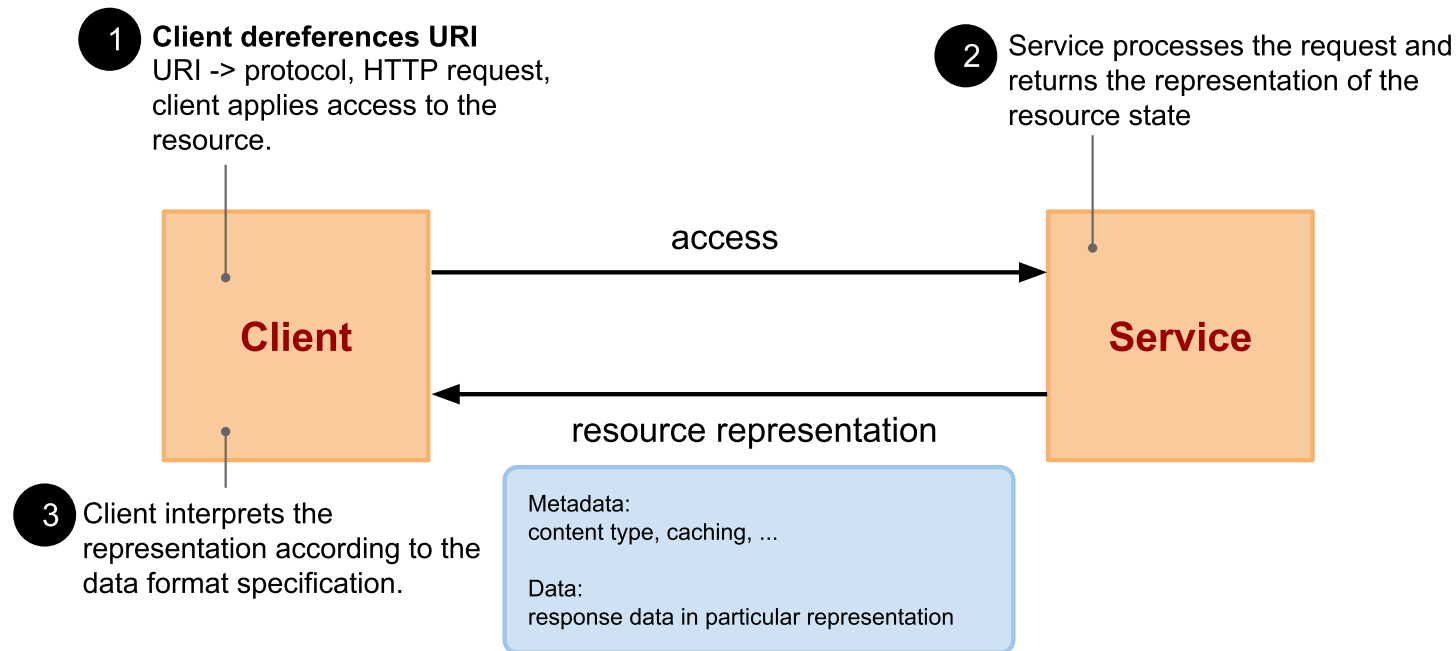 1
Client dereferences URI
URI -> protocol, HTTP request,
client applies access to the
resource.
2
Service processes the request and
returns the representation of the
resource state
access
Client
Service
resource representation
3
Client interprets the
representation according to the
data format specification.
Metadata:
content type, caching, ...
Data:
response data in particular representation